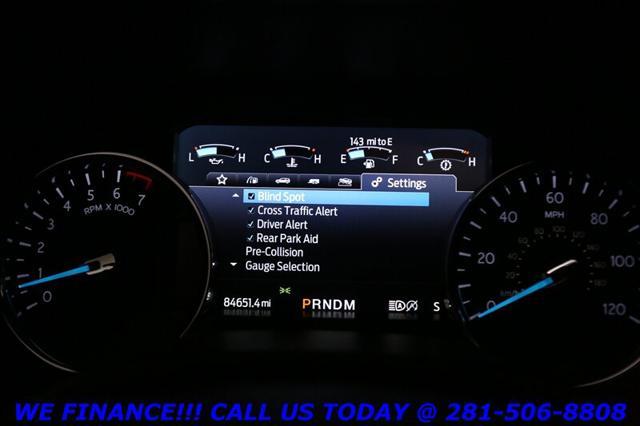 143 mi to E
L H C H E F C H
Settings
Blind Spot
Cross Traffic Alert
Driver Alert
Rear Park Aid
Pre-Collision
Gauge Selection
84651.4 mi PRNDM S
0 1 2 3 4 5 6 7
RPM X 1000
0 20 40 60 80 100 120
MPH
km/h
WE FINANCE!!! CALL US TODAY @ 281-506-8808